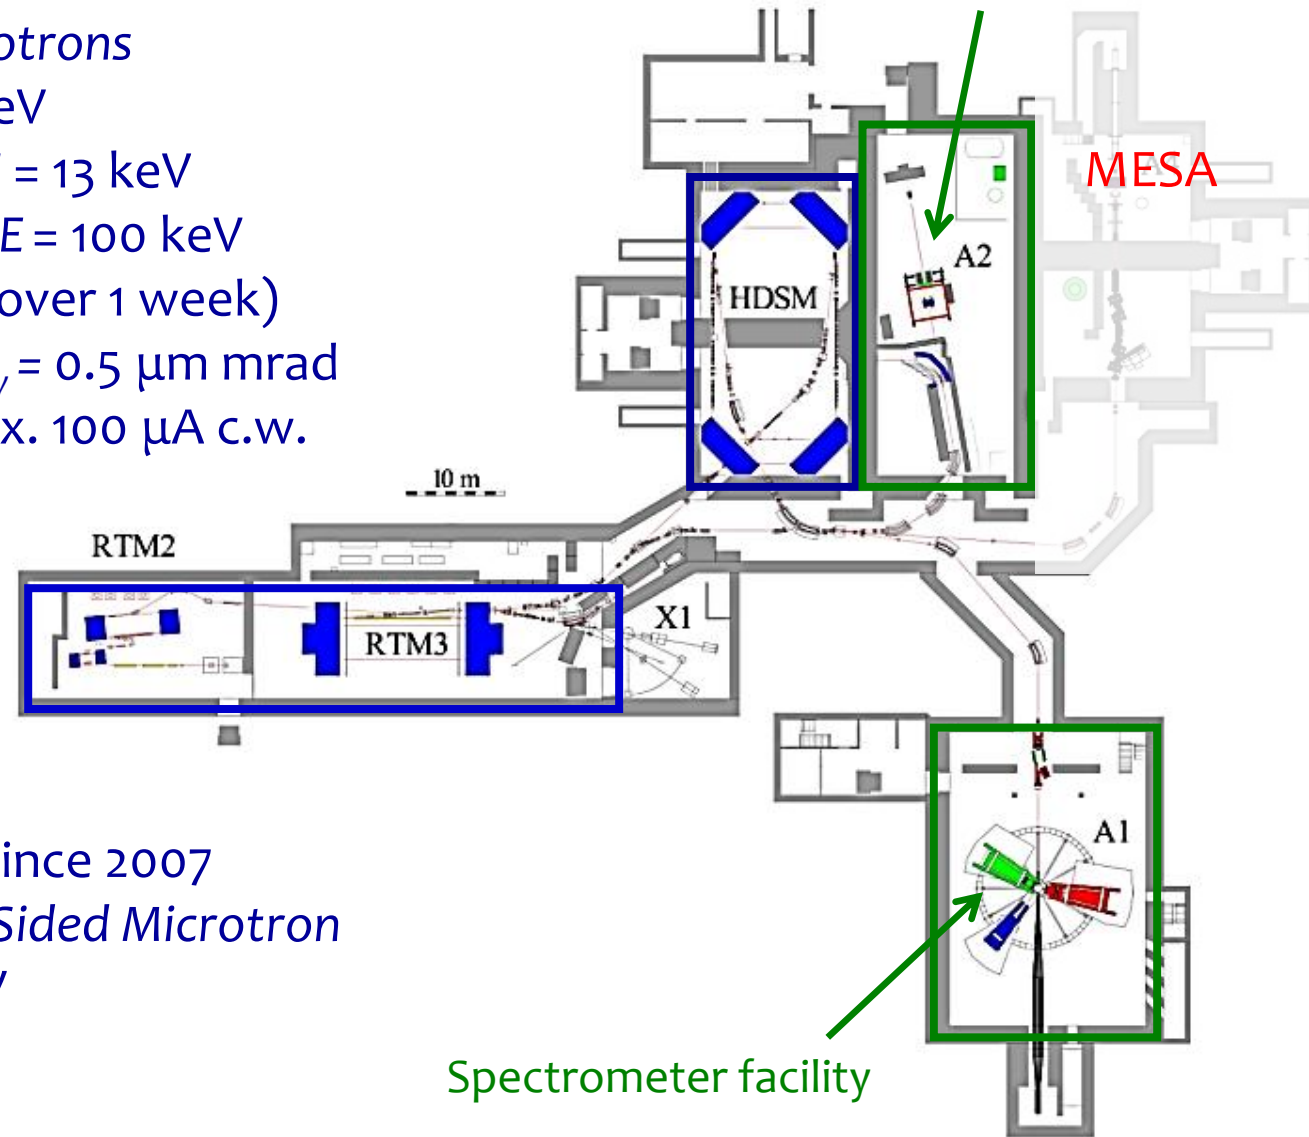 otrons
eV
= 13 keV
E = 100 keV
over 1 week)
y = 0.5 µm mrad
x. 100 µA c.w.
MESA
A2
HDSM
10 m
RTM2
RTM3
X1
A1
ince 2007
Sided Microtron
Spectrometer facility